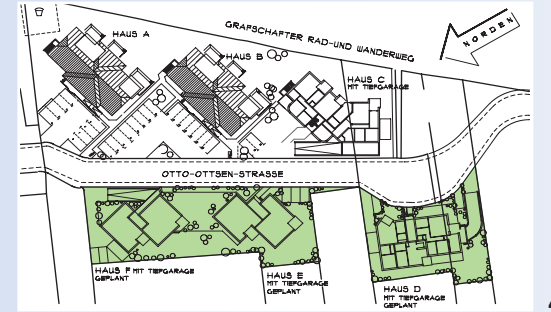 GRAFSCHAFTER RAD-UND WANDERWEG
NORDEN
HAUS A
HAUS B
HAUS C
MIT TIEFGARAGE
OTTO-OTTSEN-STRASSE
HAUS F MIT TIEFGARAGE
GEPLANT
HAUS E
MIT TIEFGARAGE
GEPLANT
HAUS D
MIT TIEFGARAGE
GEPLANT